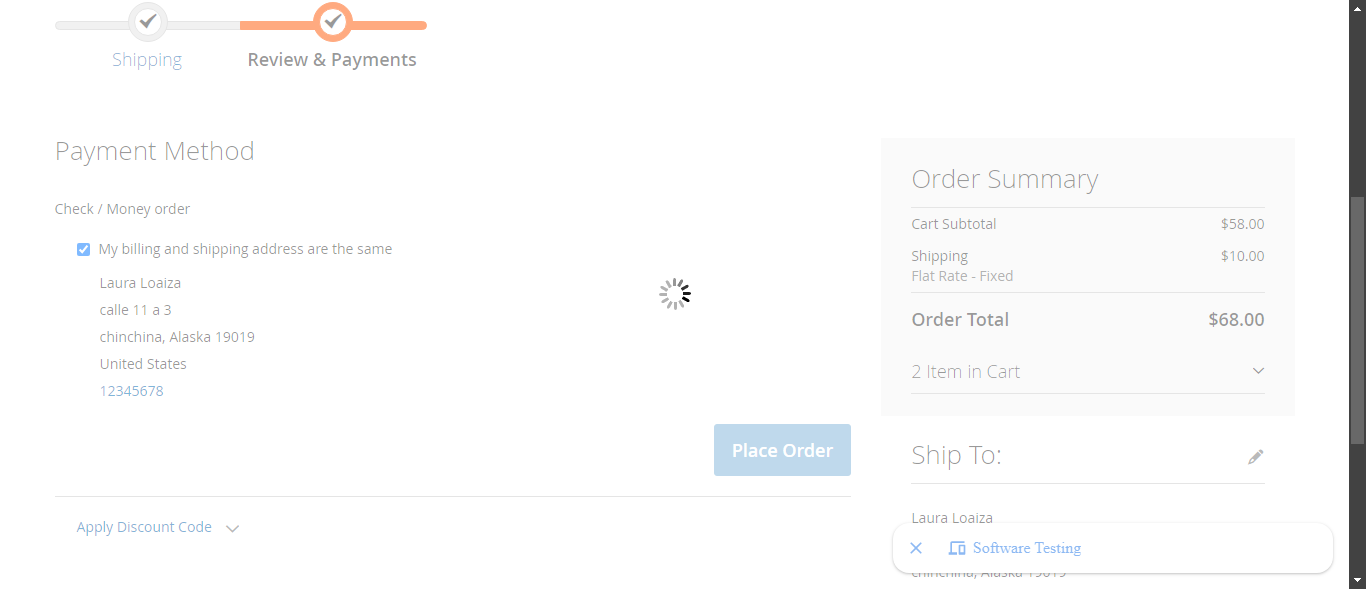 Shipping
Review & Payments
Payment Method
Check / Money order
My billing and shipping address are the same
Laura Loaiza
calle 11 a 3
chinchina, Alaska 19019
United States
12345678
Place Order
Apply Discount Code
Order Summary
Cart Subtotal $58.00
Shipping $10.00
Flat Rate - Fixed
Order Total $68.00
2 Item in Cart
Ship To:
Laura Loaiza
Software Testing
chinchina, Alaska 19019